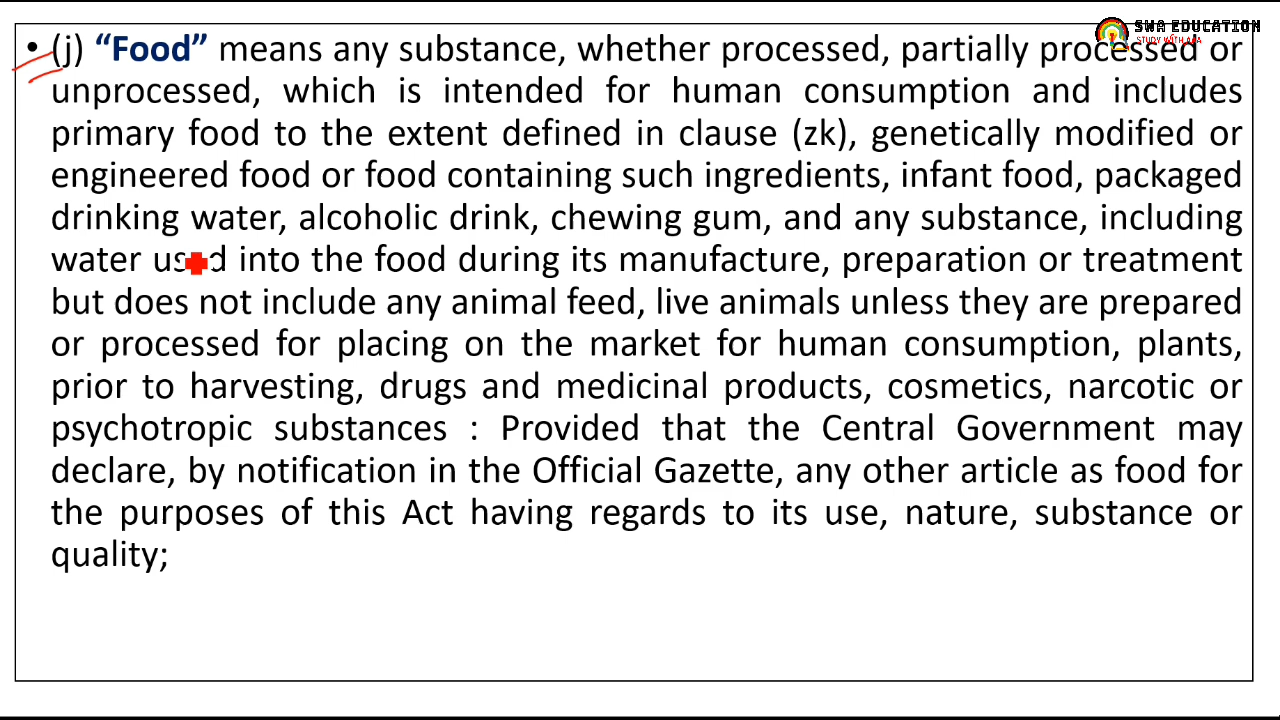 SWA EDUCATION
STUDY WITH AVA
• (j) “Food” means any substance, whether processed, partially processed or
unprocessed, which is intended for human consumption and includes
primary food to the extent defined in clause (zk), genetically modified or
engineered food or food containing such ingredients, infant food, packaged
drinking water, alcoholic drink, chewing gum, and any substance, including
water used into the food during its manufacture, preparation or treatment
but does not include any animal feed, live animals unless they are prepared
or processed for placing on the market for human consumption, plants,
prior to harvesting, drugs and medicinal products, cosmetics, narcotic or
psychotropic substances : Provided that the Central Government may
declare, by notification in the Official Gazette, any other article as food for
the purposes of this Act having regards to its use, nature, substance or
quality;